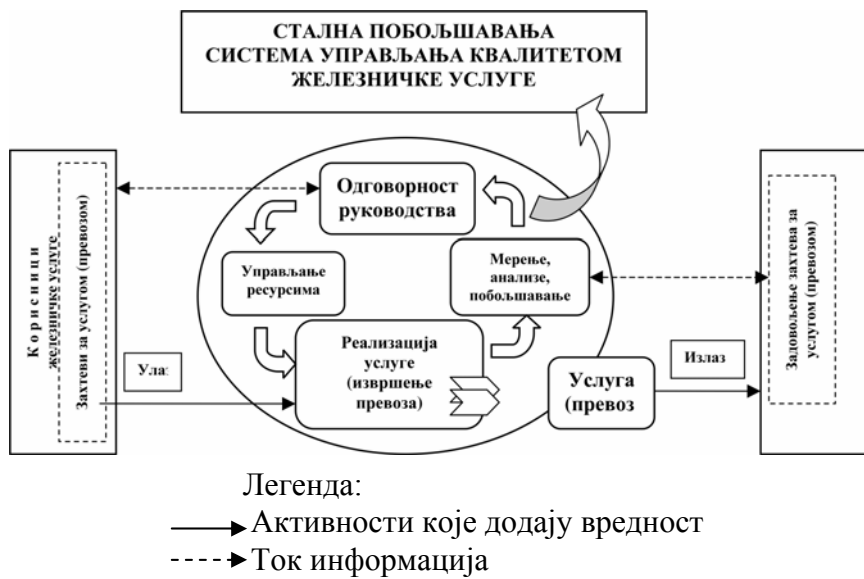 СТАЛНА ПОБОЉШАВАЊА
СИСТЕМА УПРАВЉАЊА КВАЛИТЕТОМ
ЖЕЛЕЗНИЧКЕ УСЛУГЕ
Корисници
железничке услуге
Захтеви за услугом (превозом)
Одговорност
руководства
Управљање
ресурсима
Мерење,
анализе,
побољшавање
Реализација
услуге
(извршење
превоза)
Ула:
Услуга
(превоз
Излаз
Задовољење захтева за
услугом (превозом)
Легенда:
Активности које додају вредност
Ток информација